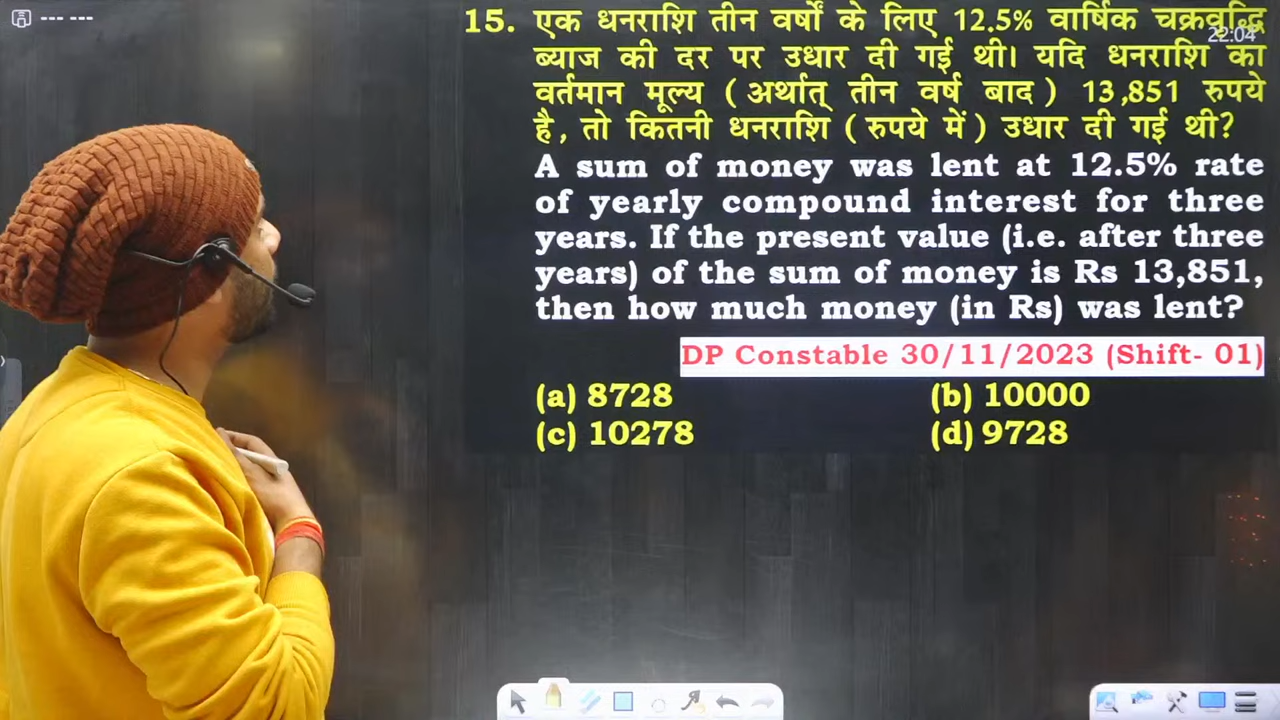 --- ---
22:04
15. एक धनराशि तीन वर्षों के लिए 12.5% वार्षिक चक्रवृद्धि
ब्याज की दर पर उधार दी गई थी। यदि धनराशि का
वर्तमान मूल्य ( अर्थात् तीन वर्ष बाद ) 13,851 रुपये
है, तो कितनी धनराशि ( रुपये में ) उधार दी गई थी?
A sum of money was lent at 12.5% rate
of yearly compound interest for three
years. If the present value (i.e. after three
years) of the sum of money is Rs 13,851,
then how much money (in Rs) was lent?
DP Constable 30/11/2023 (Shift- 01)
(a) 8728 (b) 10000
(c) 10278 (d) 9728